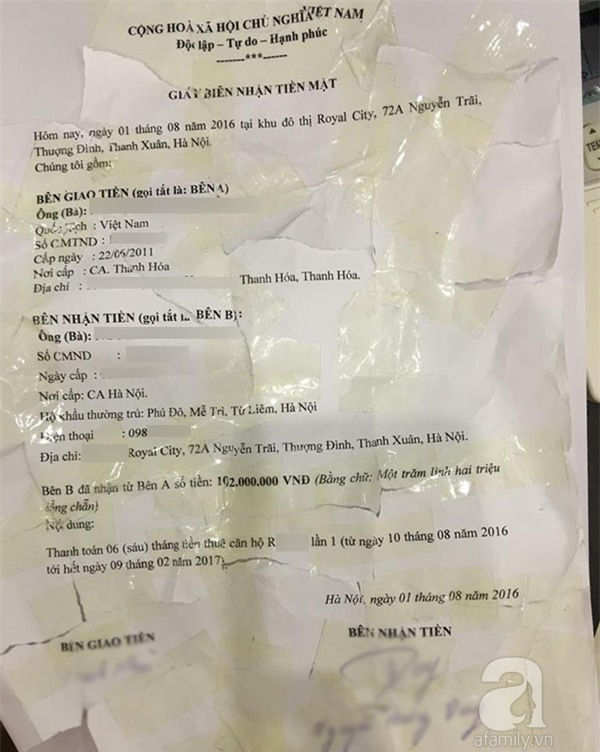 CỘNG HOÀ XÃ HỘI CHỦ NGHĨA VIỆT NAM
Độc lập – Tự do – Hạnh phúc
-------***------
GIẤY BIÊN NHẬN TIỀN MẶT
Hôm nay, ngày 01 tháng 08 năm 2016 tại khu đô thị Royal City, 72A Nguyễn Trãi,
Thượng Đình, Thanh Xuân, Hà Nội.
Chúng tôi gồm:
BÊN GIAO TIỀN (gọi tắt là: BÊN A)
Ông (Bà):
Quốc tịch : Việt Nam
Số CMTND :
Cấp ngày : 22/06/2011
Nơi cấp : CA. Thanh Hóa
Địa chỉ : Thanh Hóa, Thanh Hóa.
BÊN NHẬN TIỀN (gọi tắt BÊN B):
Ông (Bà):
Số CMND :
Ngày cấp :
Nơi cấp: CA Hà Nội.
Hộ khẩu thường trú: Phú Đô, Mễ Trì, Từ Liêm, Hà Nội
Điện thoại : 098
Địa chỉ: Royal City, 72A Nguyễn Trãi, Thượng Đình, Thanh Xuân, Hà Nội.
Bên B đã nhận từ Bên A số tiền: 102.000.000 VNĐ (Bằng chữ: Một trăm linh hai triệu
đồng chẵn)
Nội dung:
Thanh toán 06 (sáu) tháng tiền thuê căn hộ R lần 1 (từ ngày 10 tháng 08 năm 2016
tới hết ngày 09 tháng 02 năm 2017)
Hà Nội, ngày 01 tháng 08 năm 2016
BÊN GIAO TIỀN BÊN NHẬN TIỀN
a
afamily.vn